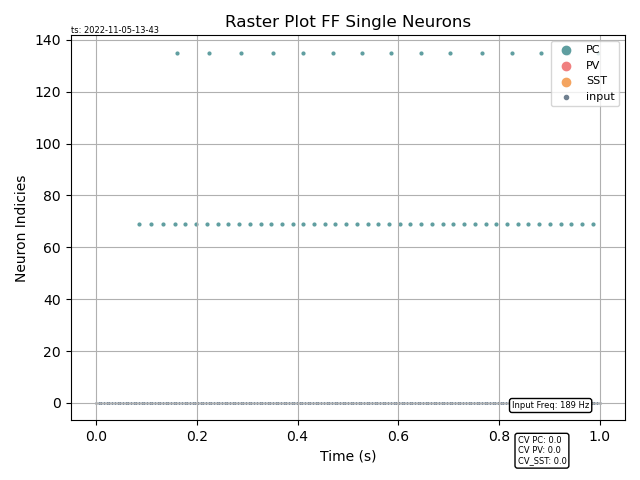 Raster Plot FF Single Neurons
ts: 2022-11-05-13-43
PC
PV
SST
input
Neuron Indicies
140
120
100
80
60
40
20
0
Input Freq: 189 Hz
0.0 0.2 0.4 0.6 0.8 1.0
Time (s)
CV PC: 0.0
CV PV: 0.0
CV_SST: 0.0